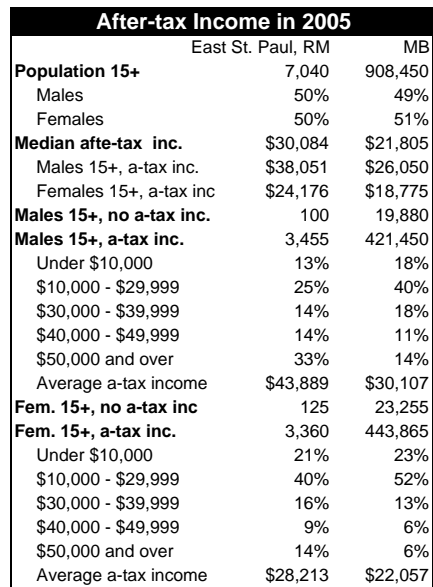 After-tax Income in 2005
East St. Paul, RM MB
Population 15+ 7,040 908,450
Males 50% 49%
Females 50% 51%
Median afte-tax inc. $30,084 $21,805
Males 15+, a-tax inc. $38,051 $26,050
Females 15+, a-tax inc $24,176 $18,775
Males 15+, no a-tax inc. 100 19,880
Males 15+, a-tax inc. 3,455 421,450
Under $10,000 13% 18%
$10,000 - $29,999 25% 40%
$30,000 - $39,999 14% 18%
$40,000 - $49,999 14% 11%
$50,000 and over 33% 14%
Average a-tax income $43,889 $30,107
Fem. 15+, no a-tax inc 125 23,255
Fem. 15+, a-tax inc. 3,360 443,865
Under $10,000 21% 23%
$10,000 - $29,999 40% 52%
$30,000 - $39,999 16% 13%
$40,000 - $49,999 9% 6%
$50,000 and over 14% 6%
Average a-tax income $28,213 $22,057